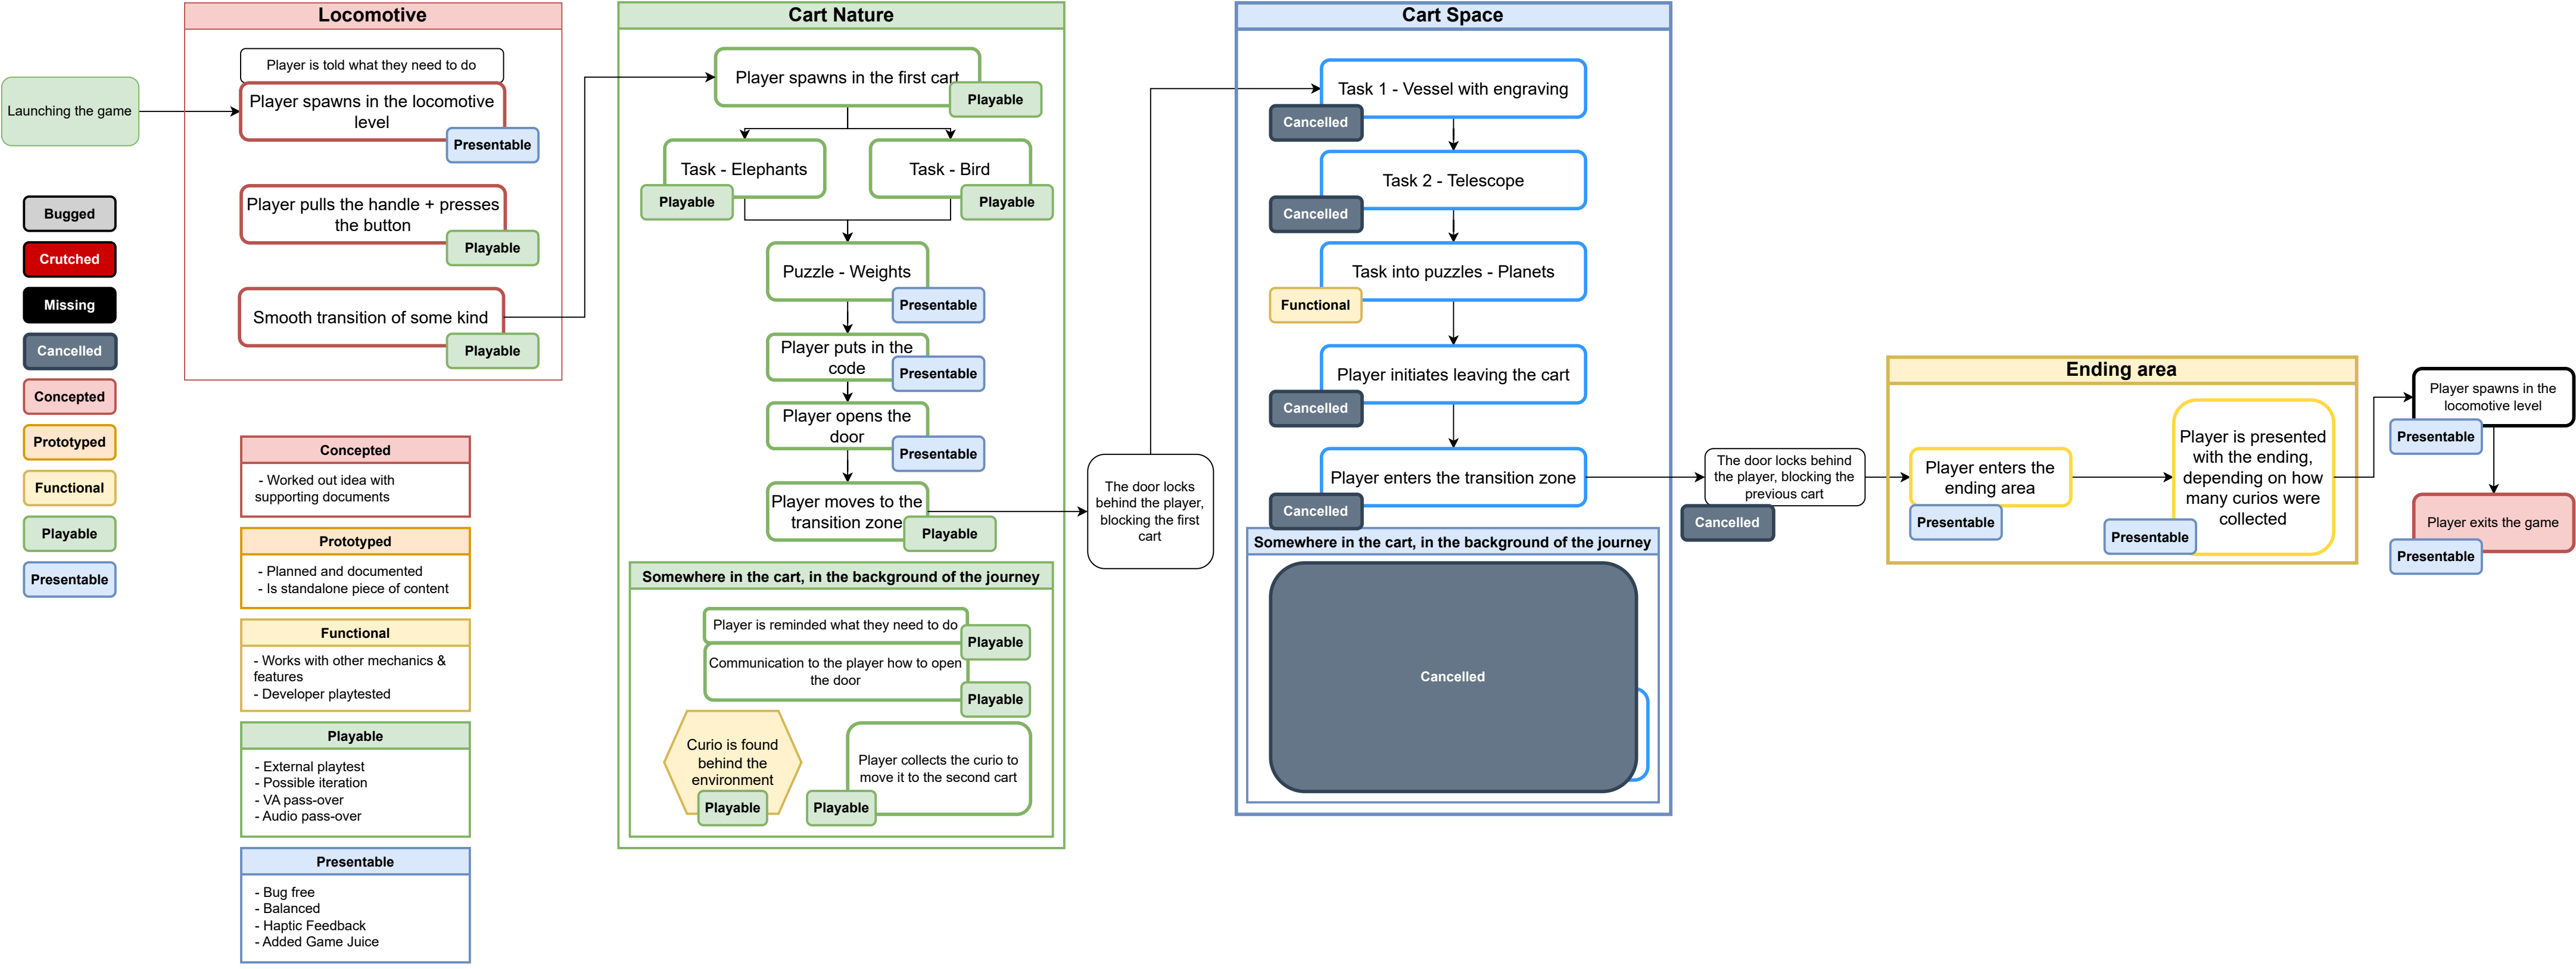 Launching the game
Bugged
Crutched
Missing
Cancelled
Concepted
Prototyped
Functional
Playable
Presentable
Locomotive
Player is told what they need to do
Player spawns in the locomotive
level
Presentable
Player pulls the handle + presses
the button
Playable
Smooth transition of some kind
Playable
Concepted
- Worked out idea with
supporting documents
Prototyped
- Planned and documented
- Is standalone piece of content
Functional
- Works with other mechanics &
features
- Developer playtested
Playable
- External playtest
- Possible iteration
- VA pass-over
- Audio pass-over
Presentable
- Bug free
- Balanced
- Haptic Feedback
- Added Game Juice
Cart Nature
Player spawns in the first cart
Playable
Task - Elephants
Playable
Task - Bird
Playable
Puzzle - Weights
Presentable
Player puts in the
code
Presentable
Player opens the
door
Presentable
Player moves to the
transition zone
Playable
Somewhere in the cart, in the background of the journey
Player is reminded what they need to do
Playable
Communication to the player how to open
the door
Playable
Curio is found
behind the
environment
Playable
Player collects the curio to
move it to the second cart
Playable
The door locks
behind the player,
blocking the first
cart
Cart Space
Task 1 - Vessel with engraving
Cancelled
Task 2 - Telescope
Cancelled
Task into puzzles - Planets
Functional
Player initiates leaving the cart
Cancelled
Player enters the transition zone
Cancelled
Somewhere in the cart, in the background of the journey
Cancelled
The door locks behind
the player, blocking the
previous cart
Cancelled
Ending area
Player enters the
ending area
Presentable
Player is presented
with the ending,
depending on how
many curios were
collected
Presentable
Player spawns in the
locomotive level
Presentable
Player exits the game
Presentable